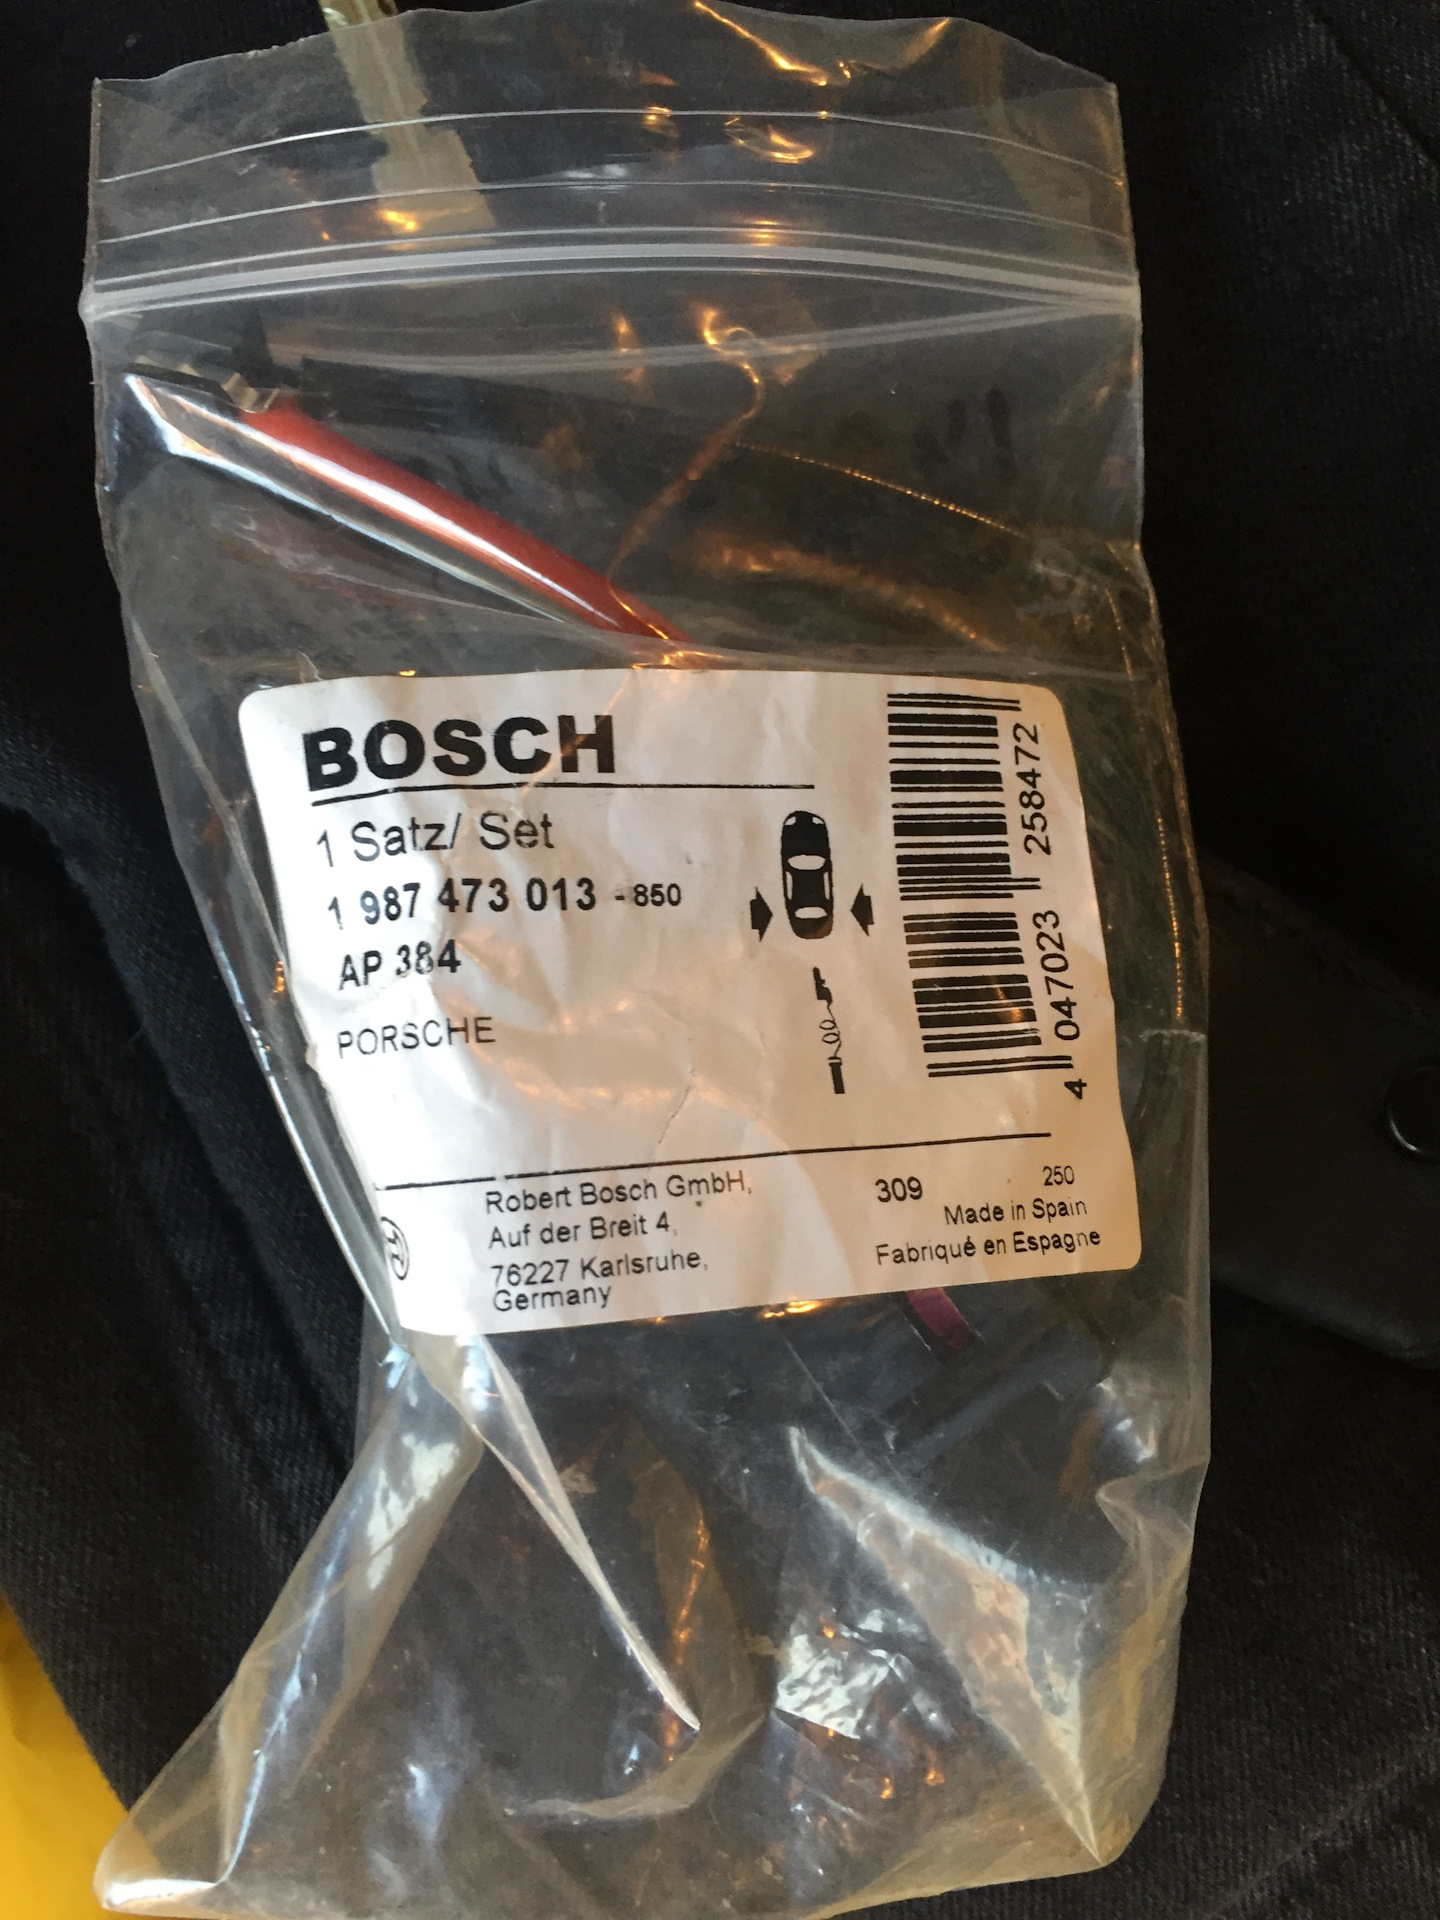 BOSCH
1 Satz/ Set
1 987 473 013 - 850
AP 384
PORSCHE
4 047023 258472
Robert Bosch GmbH,
Auf der Breit 4,
76227 Karlsruhe,
Germany
309 250
Made in Spain
Fabriqué en Espagne